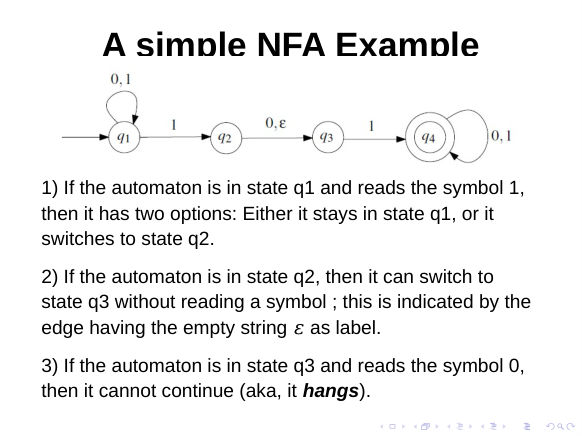 A simple NFA Example
0,1
1
0,ε
1
0,1
q1
q2
q3
q4
1) If the automaton is in state q1 and reads the symbol 1,
then it has two options: Either it stays in state q1, or it
switches to state q2.
2) If the automaton is in state q2, then it can switch to
state q3 without reading a symbol ; this is indicated by the
edge having the empty string ε as label.
3) If the automaton is in state q3 and reads the symbol 0,
then it cannot continue (aka, it hangs).